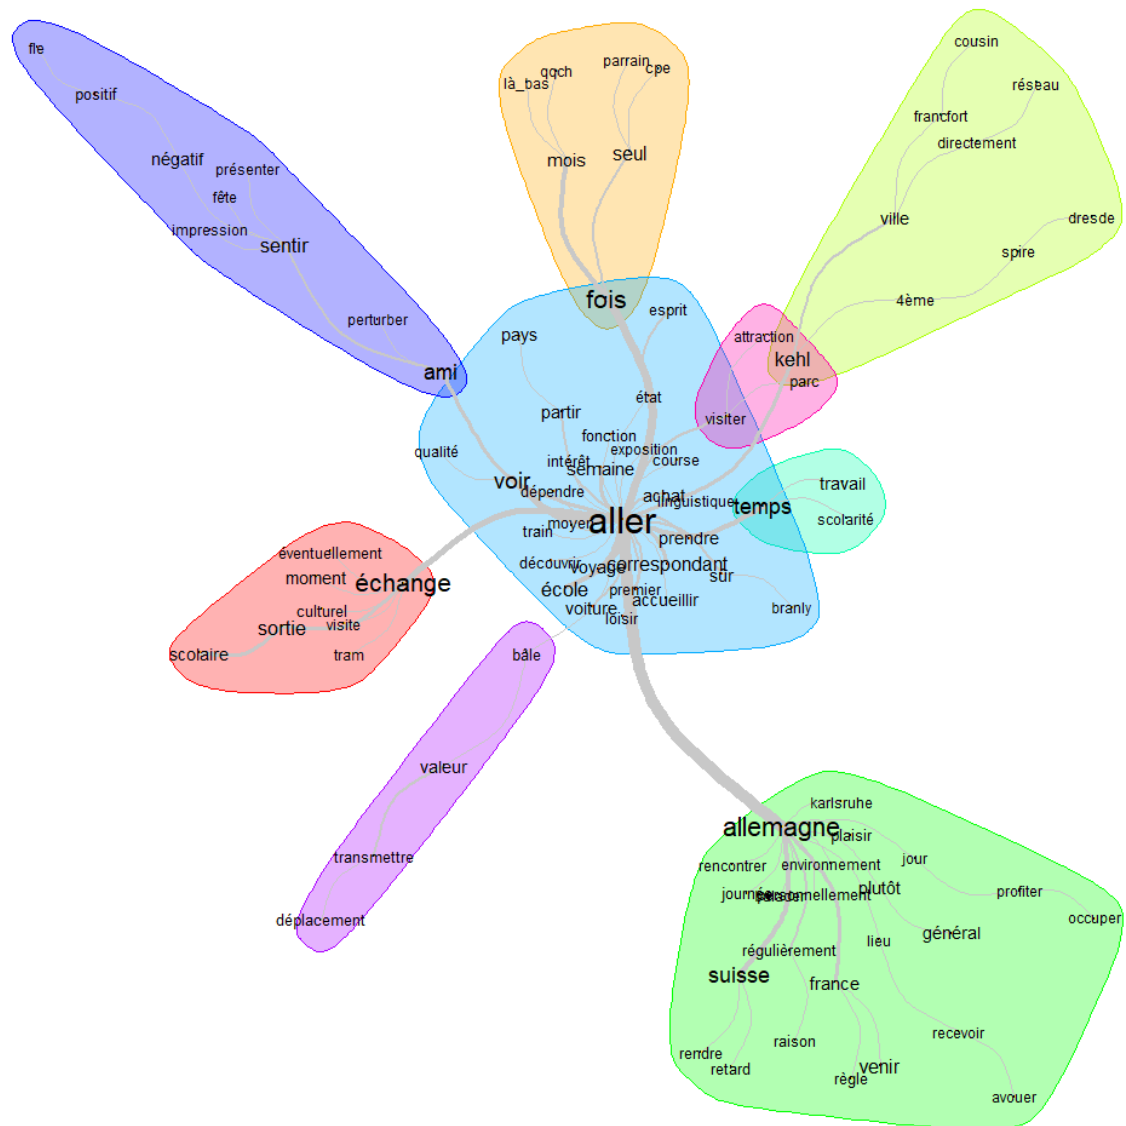 fle
positif
négatif
présenter
fête
impression
sentir
perturber
ami
là_bas
qqch
parrain
cpe
mois
seul
fois
cousin
réseau
francfort
directement
ville
dresde
spire
4ème
attraction
kehl
parc
visiter
esprit
pays
état
partir
fonction
exposition
qualité
intérêt
semaine
course
voir
dépendre
achat
linguistique
aller
moyen
train
prendre
découvrir
voyage
correspondant
sur
école
premier
accueillir
voiture
loisir
branly
temps
travail
scolarité
éventuellement
moment
échange
culturel
sortie
visite
scolaire
tram
bâle
valeur
transmettre
déplacement
karlsruhe
allemagne
plaisir
rencontrer
environnement
jour
journée
personnellement
plutôt
profiter
occuper
général
lieu
régulièrement
suisse
france
recevoir
raison
rendre
retard
venir
règle
avouer